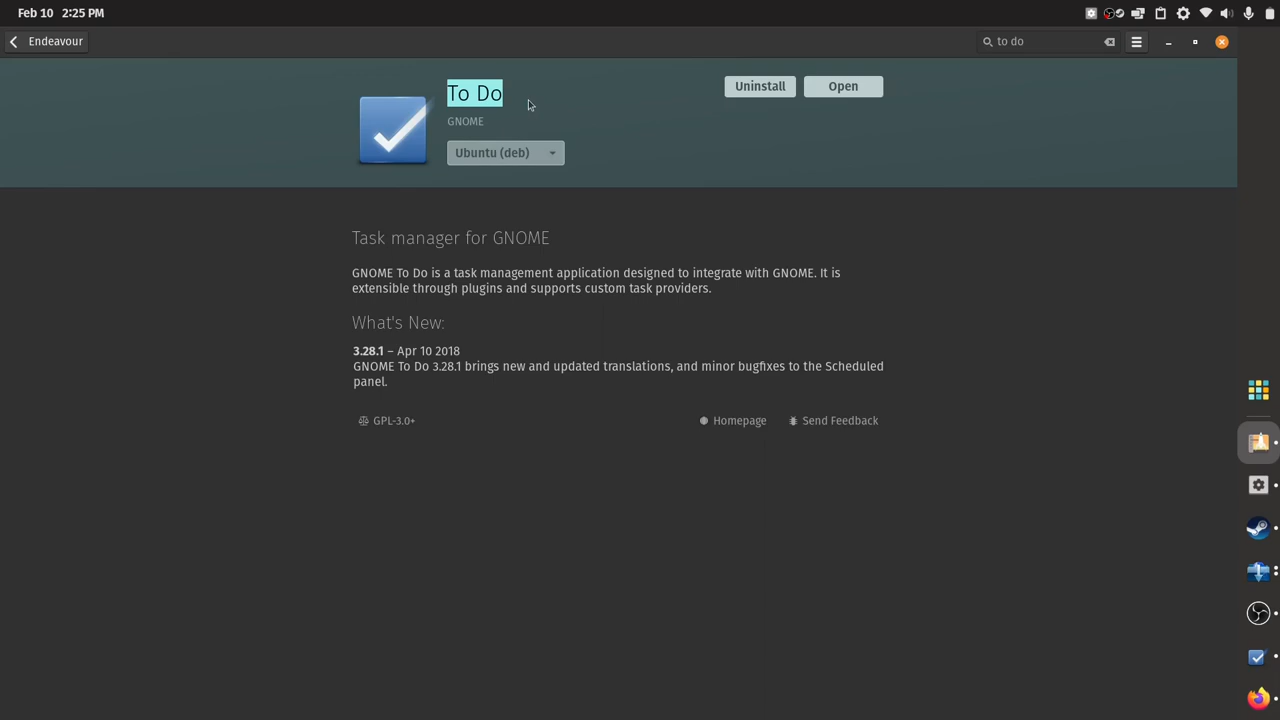 Feb 10 2:25 PM
Endeavour
to do
To Do
Uninstall
Open
GNOME
Ubuntu (deb)
Task manager for GNOME
GNOME To Do is a task management application designed to integrate with GNOME. It is
extensible through plugins and supports custom task providers.
What's New:
3.28.1 – Apr 10 2018
GNOME To Do 3.28.1 brings new and updated translations, and minor bugfixes to the Scheduled
panel.
GPL-3.0+
Homepage
Send Feedback